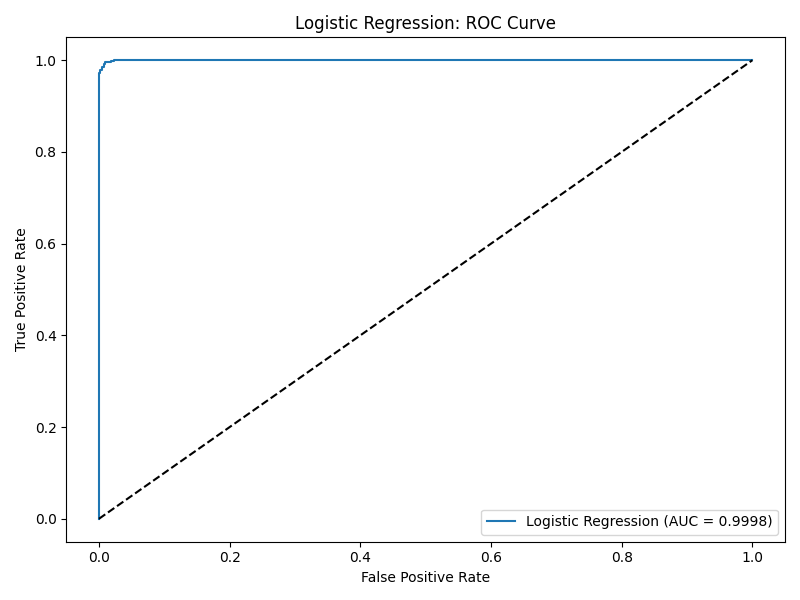 Logistic Regression: ROC Curve
True Positive Rate
1.0
0.8
0.6
0.4
0.2
0.0
0.0 0.2 0.4 0.6 0.8 1.0
False Positive Rate
Logistic Regression (AUC = 0.9998)